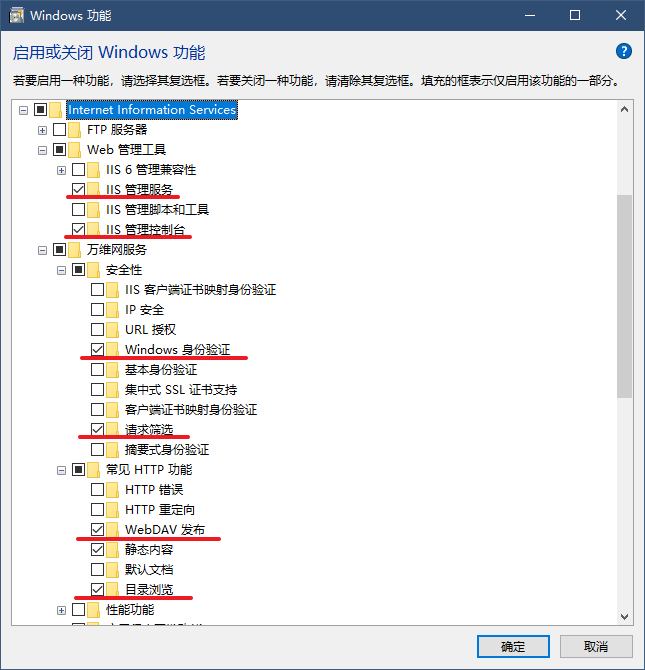 Windows 功能
启用或关闭 Windows 功能
若要启用一种功能，请选择其复选框。若要关闭一种功能，请清除其复选框。填充的框表示仅启用该功能的一部分。
Internet Information Services
FTP 服务器
Web 管理工具
IIS 6 管理兼容性
IIS 管理服务
IIS 管理脚本和工具
IIS 管理控制台
万维网服务
安全性
IIS 客户端证书映射身份验证
IP 安全
URL 授权
Windows 身份验证
基本身份验证
集中式 SSL 证书支持
客户端证书映射身份验证
请求筛选
摘要式身份验证
常见 HTTP 功能
HTTP 错误
HTTP 重定向
WebDAV 发布
静态内容
默认文档
目录浏览
性能功能
确定
取消